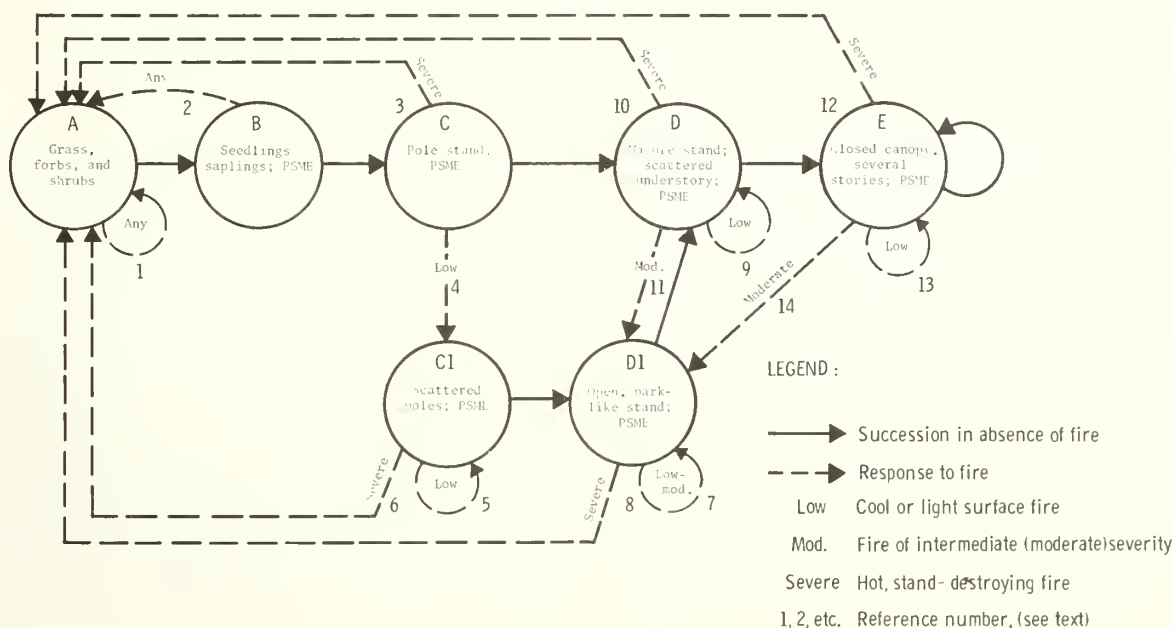 Severe
Severe
Severe
Any
2
3
10
12
A
Grass,
forbs, and
shrubs
B
Seedlings
saplings; PSME
C
Pole stand,
PSME
D
stand;
scattered
understory;
PSME
E
Closed canopy,
several
stories; PSME
Any
1
Low
4
Mod.
11
Low
9
Low
13
Moderate
14
C1
Scattered
poles; PSME
D1
Open, park-
like stand;
PSME
Severe
6
Low
5
Severe
8
Low-
mod.
7
LEGEND :
Succession in absence of fire
Response to fire
Low Cool or light surface fire
Mod. Fire of intermediate (moderate)severity
Severe Hot, stand- destroying fire
1, 2, etc. Reference number, (see text)